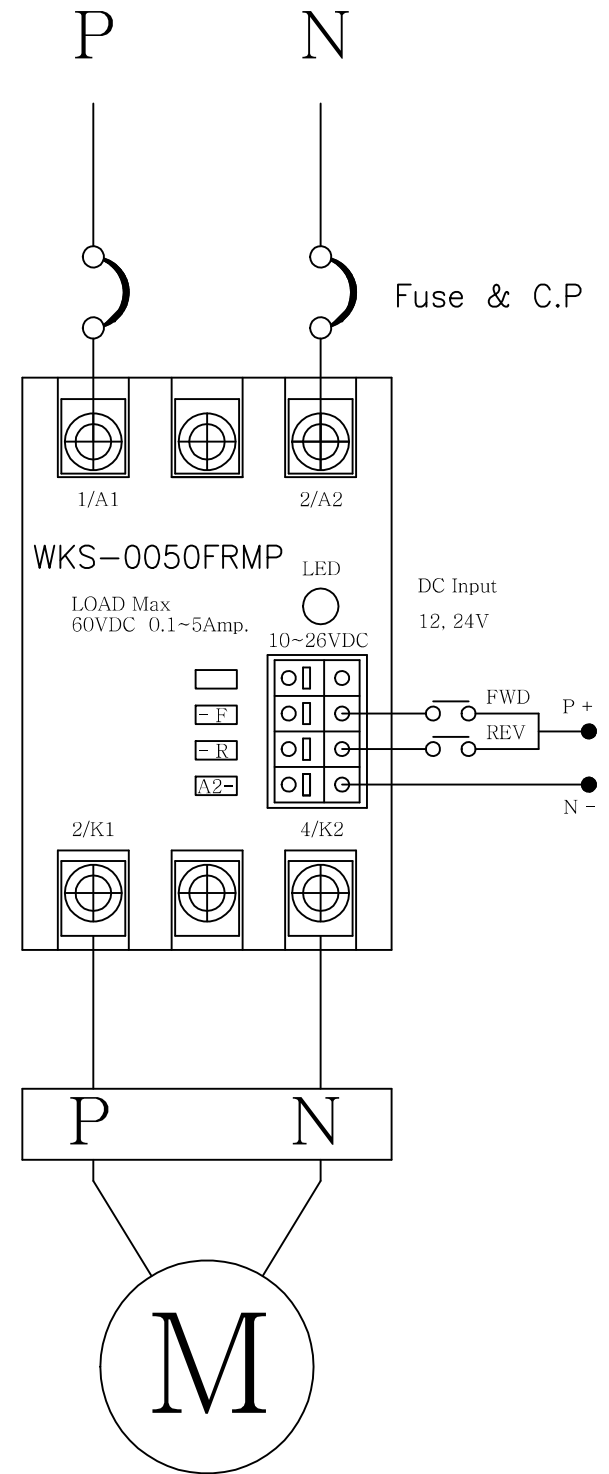 P N
Fuse & C.P
1/A1 2/A2
WKS-0050FRMP
LED
LOAD Max
60VDC 0.1~5Amp.
DC Input
12, 24V
10~26VDC
FWD
P +
- F
REV
- R
A2-
N -
2/K1 4/K2
P N
M